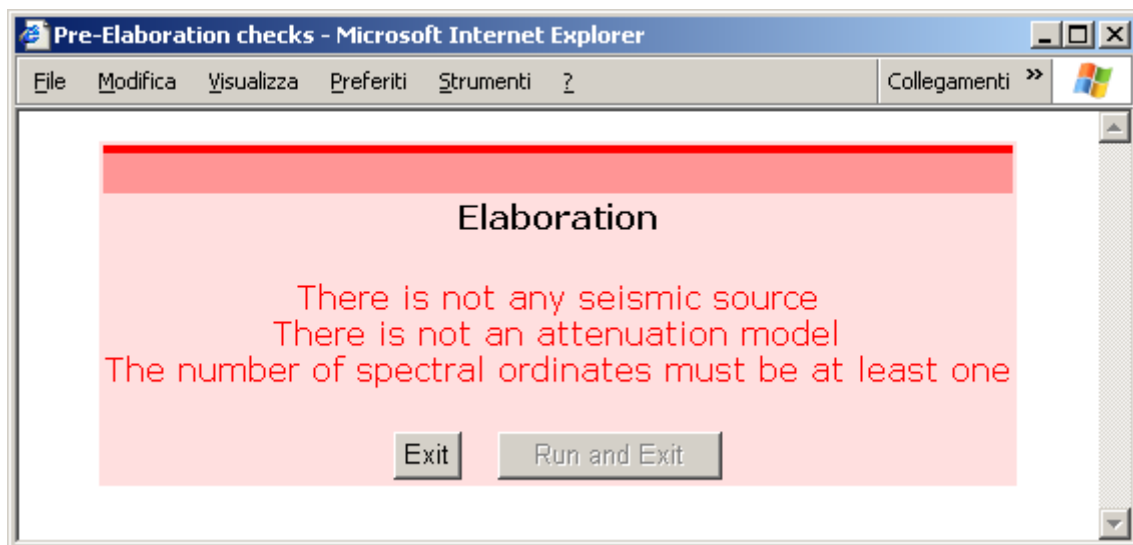 Pre-Elaboration checks - Microsoft Internet Explorer
File Modifica Visualizza Preferiti Strumenti ? Collegamenti »
Elaboration
There is not any seismic source
There is not an attenuation model
The number of spectral ordinates must be at least one
Exit Run and Exit